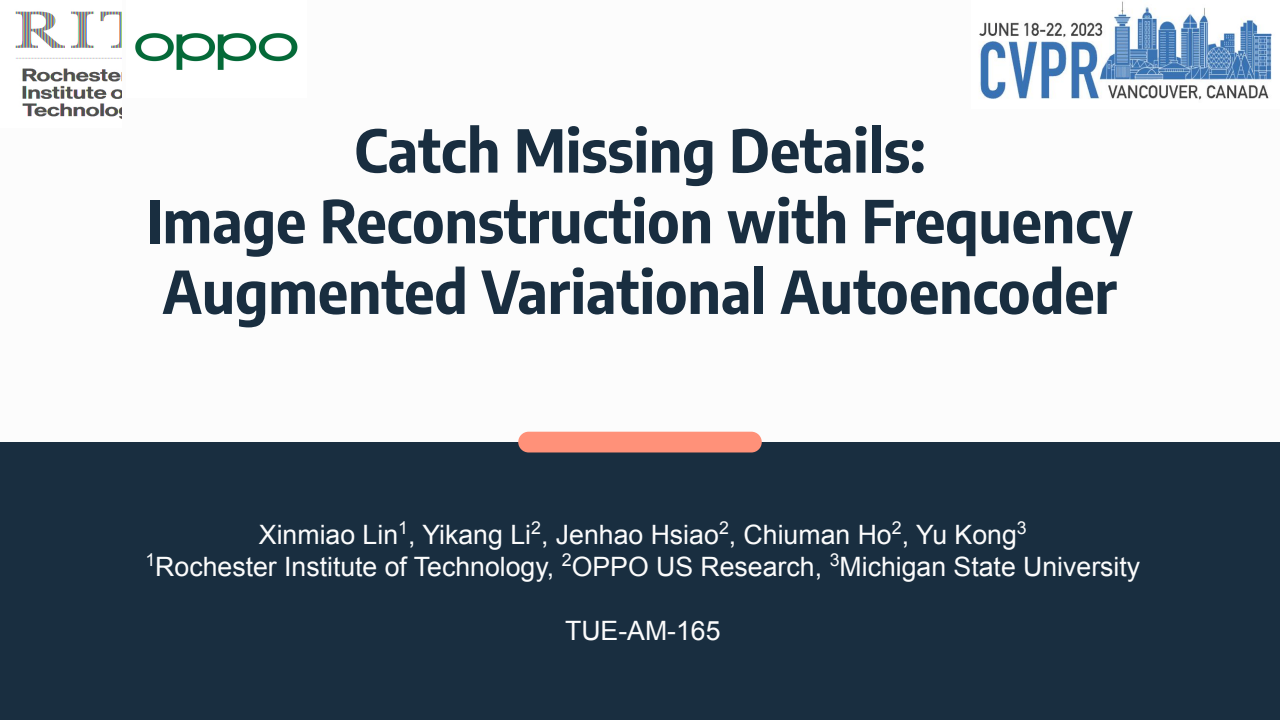 RIT
Rochester
Institute of
Technology
oppo
JUNE 18-22, 2023
CVPR
VANCOUVER, CANADA
Catch Missing Details:
Image Reconstruction with Frequency
Augmented Variational Autoencoder
Xinmiao Lin1, Yikang Li2, Jenhao Hsiao2, Chiuman Ho2, Yu Kong3
1Rochester Institute of Technology, 2OPPO US Research, 3Michigan State University
TUE-AM-165